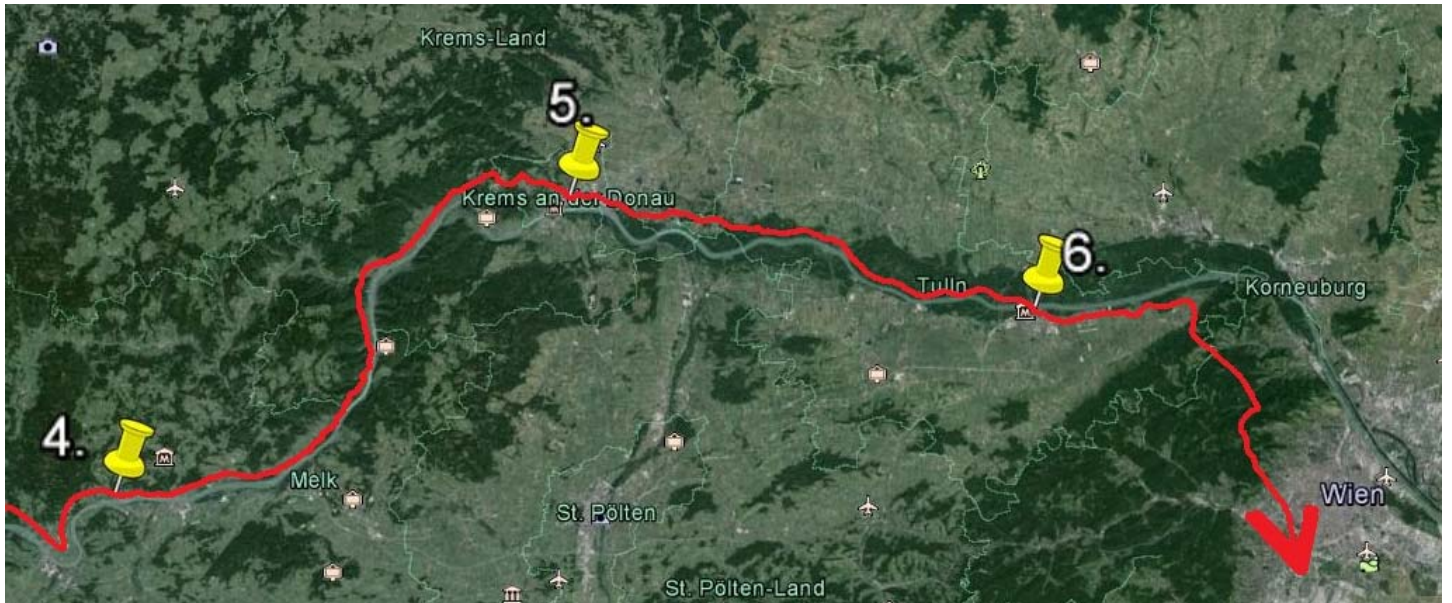 Krems-Land
5.
Krems an der Donau
6.
Tulln
Korneuburg
4.
Melk
Wien
St. Pölten
St. Pölten-Land